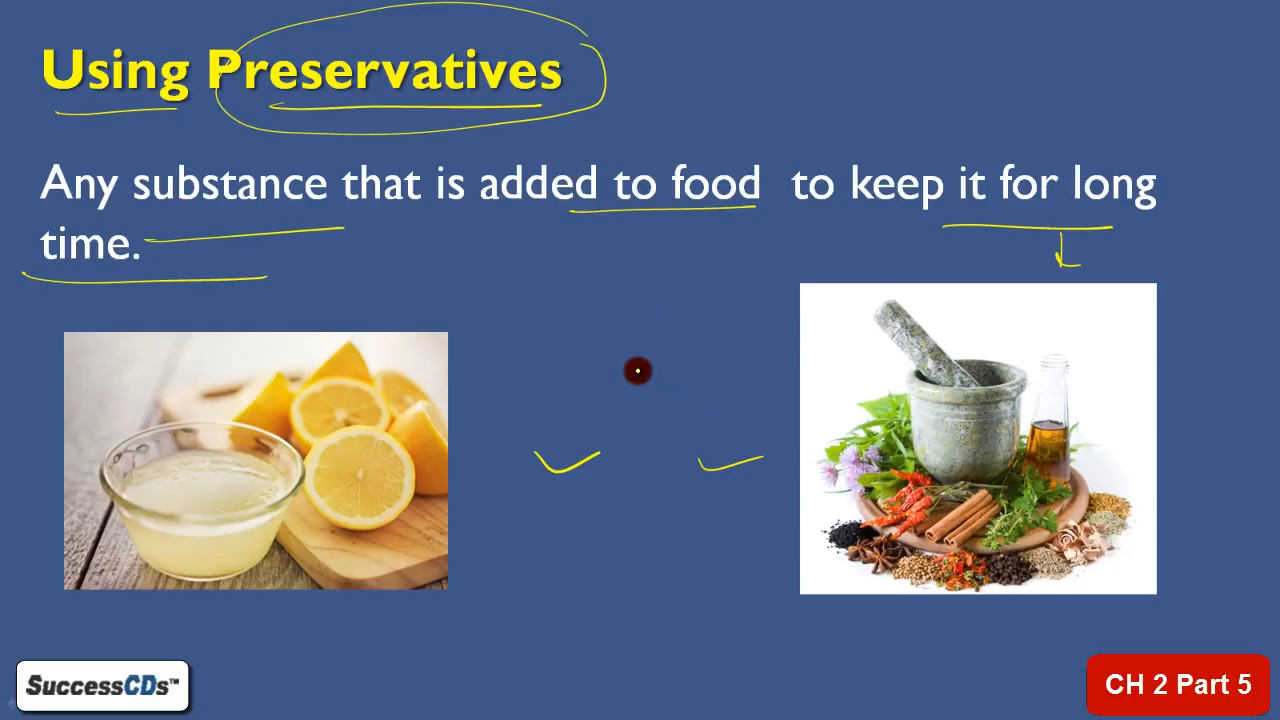 Using Preservatives
Any substance that is added to food to keep it for long
time.
SuccessCDs™
CH 2 Part 5